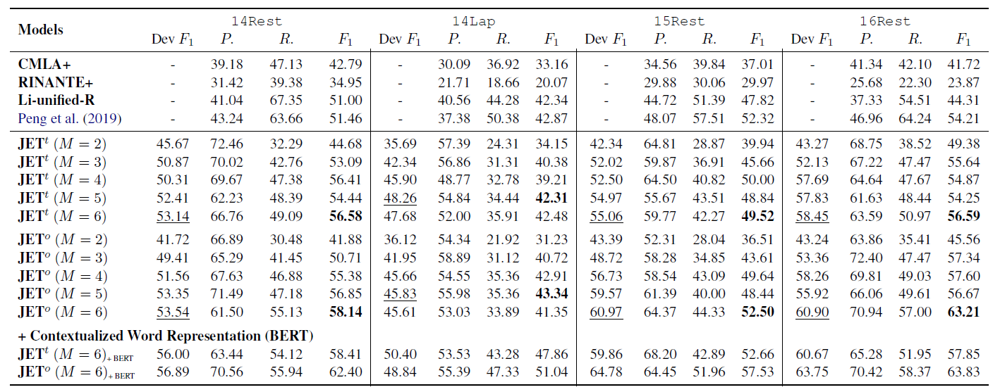 Models 14Rest 14Lap 15Rest 16Rest
Dev F1 P. R. F1 Dev F1 P. R. F1 Dev F1 P. R. F1 Dev F1 P. R. F1
CMLA+ - 39.18 47.13 42.79 - 30.09 36.92 33.16 - 34.56 39.84 37.01 - 41.34 42.10 41.72
RINANTE+ - 31.42 39.38 34.95 - 21.71 18.66 20.07 - 29.88 30.06 29.97 - 25.68 22.30 23.87
Li-unified-R - 41.04 67.35 51.00 - 40.56 44.28 42.34 - 44.72 51.39 47.82 - 37.33 54.51 44.31
Peng et al. (2019) - 43.24 63.66 51.46 - 37.38 50.38 42.87 - 48.07 57.51 52.32 - 46.96 64.24 54.21
JETᵗ (M = 2) 45.67 72.46 32.29 44.68 35.69 57.39 24.31 34.15 42.34 64.81 28.87 39.94 43.27 68.75 38.52 49.38
JETᵗ (M = 3) 50.87 70.02 42.76 53.09 42.34 56.86 31.31 40.38 52.02 59.87 36.91 45.66 52.13 67.22 47.47 55.64
JETᵗ (M = 4) 50.31 69.67 47.38 56.41 45.90 48.77 32.78 39.21 52.50 64.50 40.82 50.00 57.69 64.64 47.67 54.87
JETᵗ (M = 5) 52.41 62.23 48.39 54.44 48.26 54.84 34.44 42.31 54.97 55.67 43.51 48.84 57.83 61.63 48.44 54.25
JETᵗ (M = 6) 53.14 66.76 49.09 56.58 47.68 52.00 35.91 42.48 55.06 59.77 42.27 49.52 58.45 63.59 50.97 56.59
JETᵒ (M = 2) 41.72 66.89 30.48 41.88 36.12 54.34 21.92 31.23 43.39 52.31 28.04 36.51 43.24 63.86 35.41 45.56
JETᵒ (M = 3) 49.41 65.29 41.45 50.71 41.95 58.89 31.12 40.72 48.72 58.28 34.85 43.61 53.36 72.40 47.47 57.34
JETᵒ (M = 4) 51.56 67.63 46.88 55.38 45.66 54.55 35.36 42.91 56.73 58.54 43.09 49.64 58.26 69.81 49.03 57.60
JETᵒ (M = 5) 53.35 71.49 47.18 56.85 45.83 55.98 35.36 43.34 59.57 61.39 40.00 48.44 55.92 66.06 49.61 56.67
JETᵒ (M = 6) 53.54 61.50 55.13 58.14 45.61 53.03 33.89 41.35 60.97 64.37 44.33 52.50 60.90 70.94 57.00 63.21
+ Contextualized Word Representation (BERT)
JETᵗ (M = 6)+ BERT 56.00 63.44 54.12 58.41 50.40 53.53 43.28 47.86 59.86 68.20 42.89 52.66 60.67 65.28 51.95 57.85
JETᵒ (M = 6)+ BERT 56.89 70.56 55.94 62.40 48.84 55.39 47.33 51.04 64.78 64.45 51.96 57.53 63.75 70.42 58.37 63.83